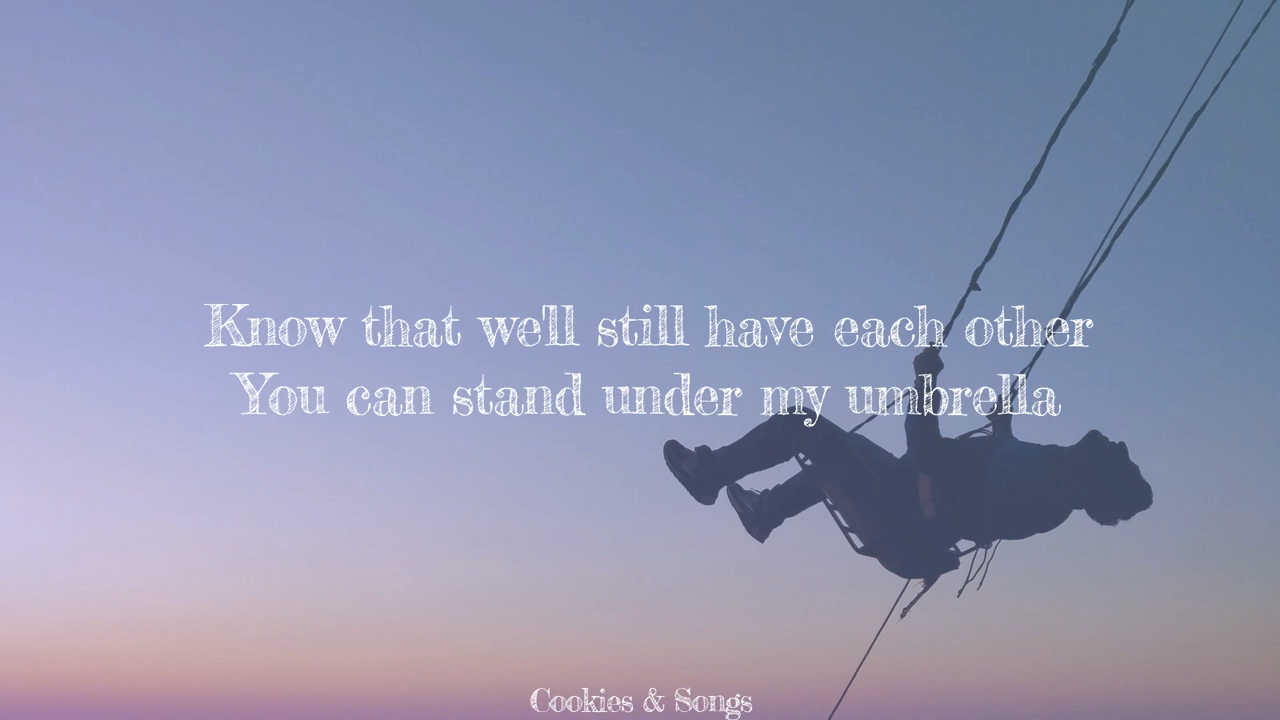 Know that we'll still have each other
You can stand under my umbrella
Cookies & Songs